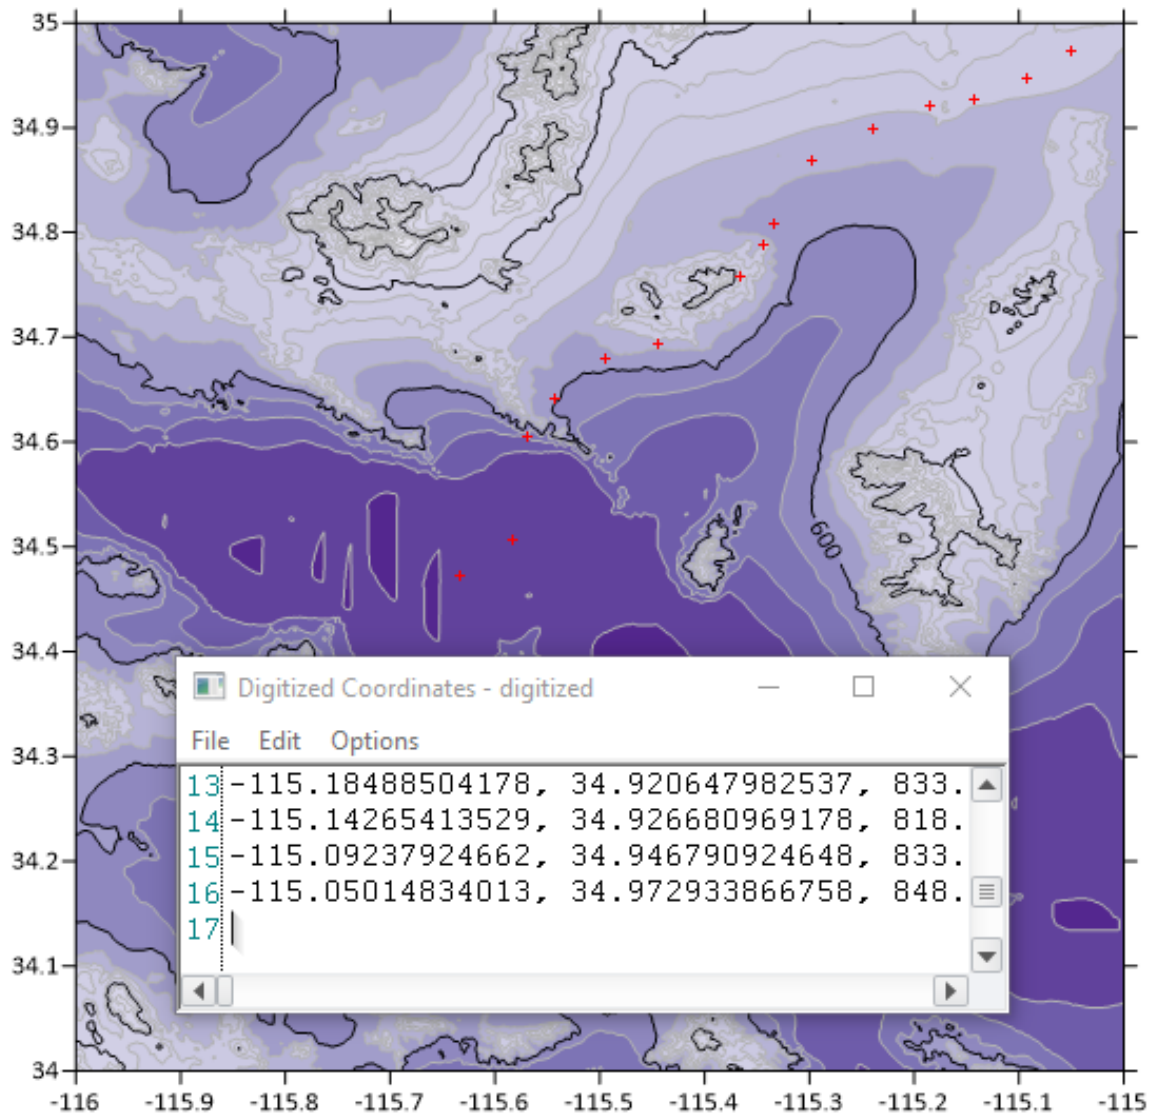 35
34.9
34.8
34.7
34.6
34.5
600
34.4
Digitized Coordinates - digitized
File Edit Options
34.3
13 -115.18488504178, 34.920647982537, 833.
14 -115.14265413529, 34.926680969178, 818.
34.2
15 -115.09237924662, 34.946790924648, 833.
16 -115.05014834013, 34.972933866758, 848.
17
34.1
34
-116 -115.9 -115.8 -115.7 -115.6 -115.5 -115.4 -115.3 -115.2 -115.1 -115